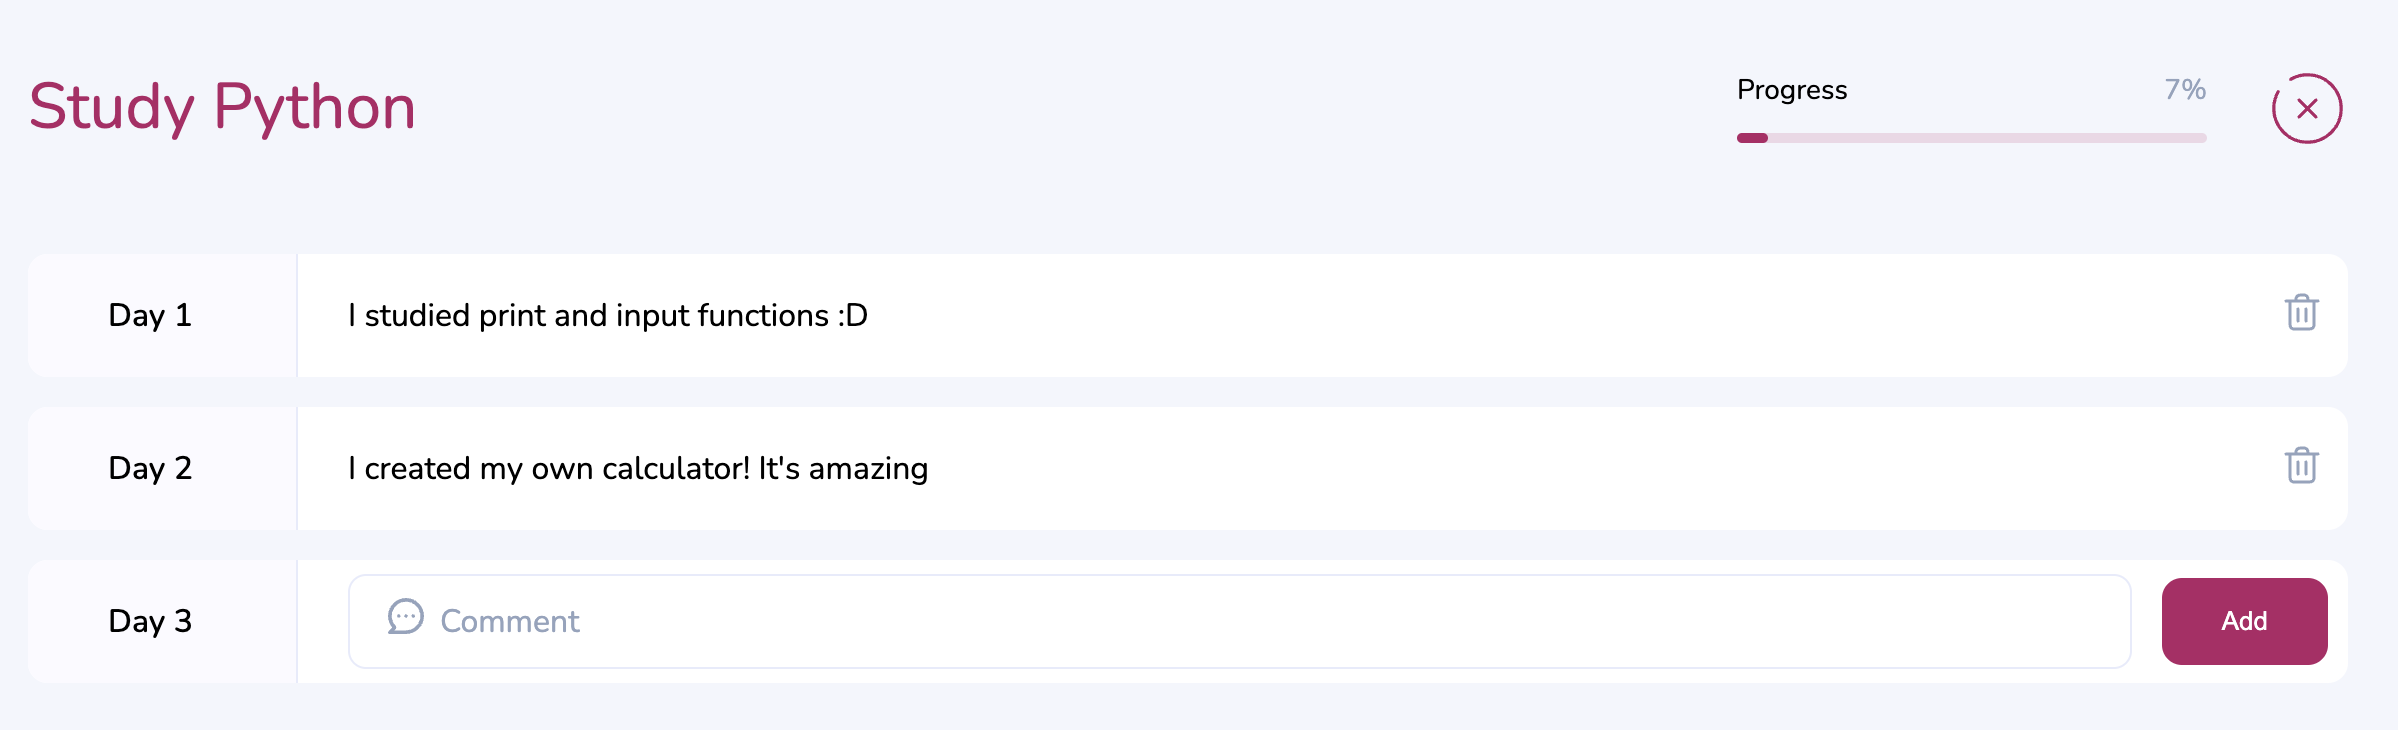 Study Python
Progress 7%
Day 1 I studied print and input functions :D
Day 2 I created my own calculator! It's amazing
Day 3 Comment Add